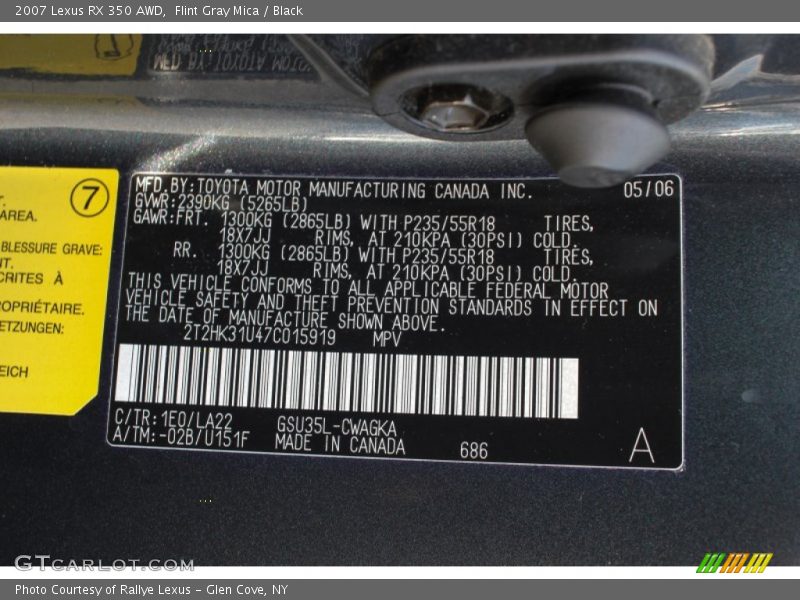 2007 Lexus RX 350 AWD, Flint Gray Mica / Black
7
AREA.
BLESSURE GRAVE:
À
ETZUNGEN:
MFD. BY: TOYOTA MOTOR MANUFACTURING CANADA INC. 05/06
GVWR: 2390KG (5265LB)
GAWR: FRT. 1300KG (2865LB) WITH P235/55R18 TIRES,
18X7JJ RIMS, AT 210KPA (30PSI) COLD.
RR. 1300KG (2865LB) WITH P235/55R18 TIRES,
18X7JJ RIMS, AT 210KPA (30PSI) COLD.
THIS VEHICLE CONFORMS TO ALL APPLICABLE FEDERAL MOTOR
VEHICLE SAFETY AND THEFT PREVENTION STANDARDS IN EFFECT ON
THE DATE OF MANUFACTURE SHOWN ABOVE.
2T2HK31U47C015919 MPV
C/TR: 1E0/LA22 GSU35L-CWAGKA
A/TM: -02B/U151F MADE IN CANADA 686 A
GTCARLOT.COM
Photo Courtesy of Rallye Lexus - Glen Cove, NY